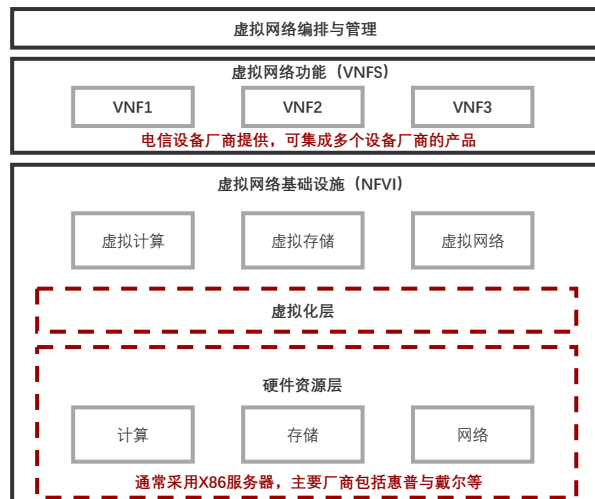 虚拟网络编排与管理
虚拟网络功能（VNFS）
VNF1 VNF2 VNF3
电信设备厂商提供，可集成多个设备厂商的产品
虚拟网络基础设施（NFVI）
虚拟计算 虚拟存储 虚拟网络
虚拟化层
硬件资源层
计算 存储 网络
通常采用X86服务器，主要厂商包括惠普与戴尔等